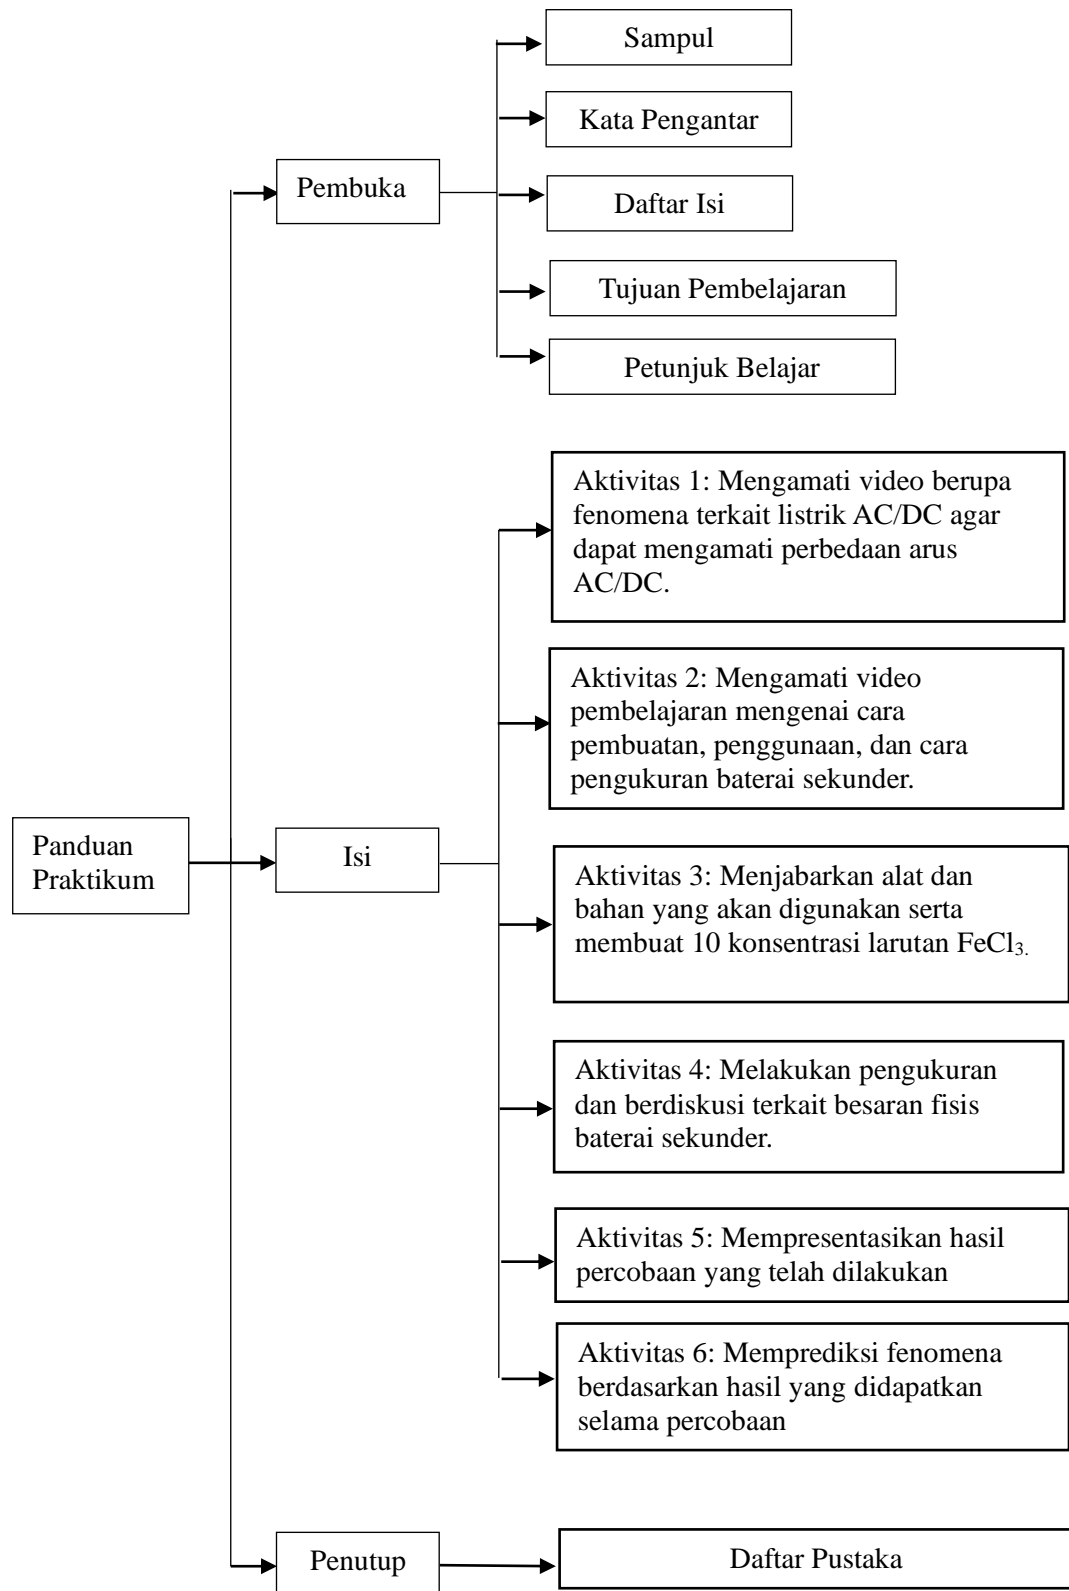 Sampul
Kata Pengantar
Pembuka
Daftar Isi
Tujuan Pembelajaran
Petunjuk Belajar
Aktivitas 1: Mengamati video berupa
fenomena terkait listrik AC/DC agar
dapat mengamati perbedaan arus
AC/DC.
Aktivitas 2: Mengamati video
pembelajaran mengenai cara
pembuatan, penggunaan, dan cara
pengukuran baterai sekunder.
Panduan
Praktikum
Isi
Aktivitas 3: Menjabarkan alat dan
bahan yang akan digunakan serta
membuat 10 konsentrasi larutan FeCl₃.
Aktivitas 4: Melakukan pengukuran
dan berdiskusi terkait besaran fisis
baterai sekunder.
Aktivitas 5: Mempresentasikan hasil
percobaan yang telah dilakukan
Aktivitas 6: Memprediksi fenomena
berdasarkan hasil yang didapatkan
selama percobaan
Penutup
Daftar Pustaka